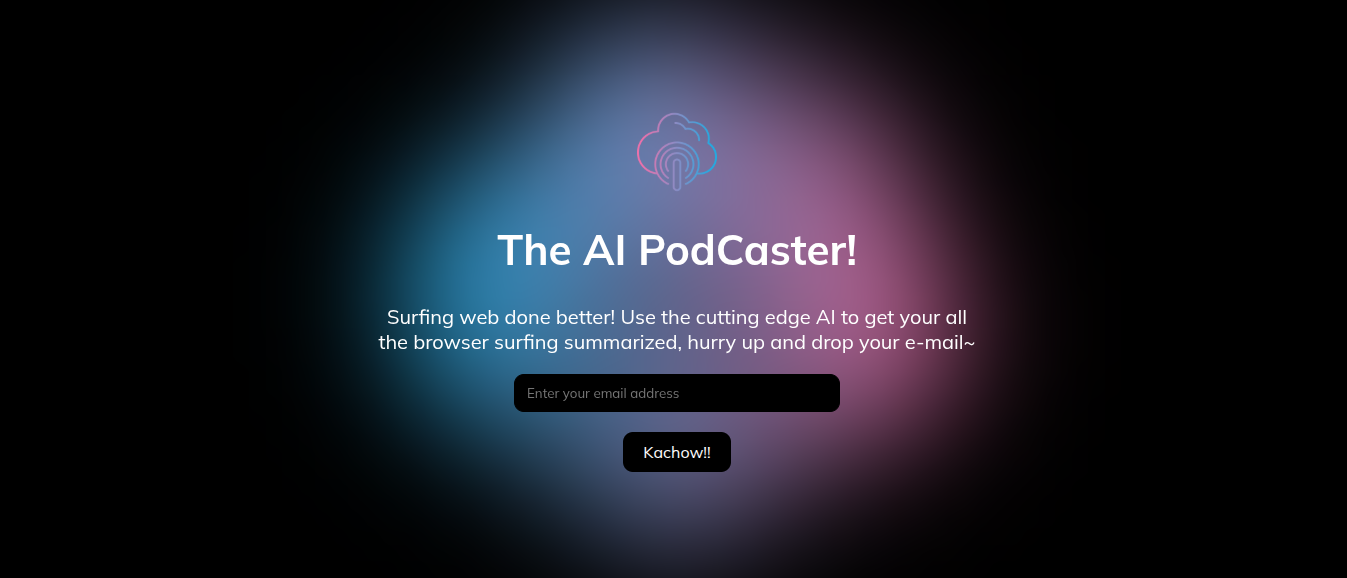 The AI PodCaster!
Surfing web done better! Use the cutting edge AI to get your all
the browser surfing summarized, hurry up and drop your e-mail~
Enter your email address
Kachow!!